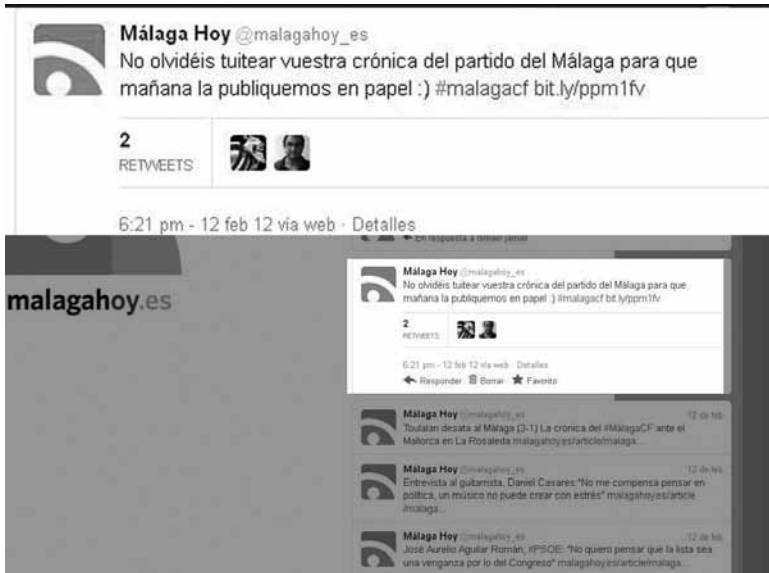 Málaga Hoy @malagahoy_es
No olvidéis tuitear vuestra crónica del partido del Málaga para que
mañana la publiquemos en papel :) #malagacf bit.ly/ppm1fv
2
RETWEETS
6:21 pm - 12 feb 12 vía web · Detalles
En respuesta a Ismael
malagahoy.es
Málaga Hoy @malagahoy_es
No olvidéis tuitear vuestra crónica del partido del Málaga para que
mañana la publiquemos en papel :) #malagacf bit.ly/ppm1fv
2
RETWEETS
6:21 pm - 12 feb 12 vía web · Detalles
Responder Borrar Favorito
Málaga Hoy @malagahoy_es 12 de feb
Toulalan desata al Málaga (3-1) La crónica del #MálagaCF ante el
Mallorca en La Rosaleda malagahoy.es/article/malaga...
Málaga Hoy @malagahoy_es 12 de feb
Entrevista al guitarrista, Daniel Casares "No me compensa pensar en
política, un músico no puede crear con estrés" malagahoy.es/article
/malaga...
Málaga Hoy @malagahoy_es 12 de feb
José Aurelio Aguilar Román, #PSOE: "No quiero pensar que la lista sea
una venganza por lo del Congreso" malagahoy.es/article/malaga...